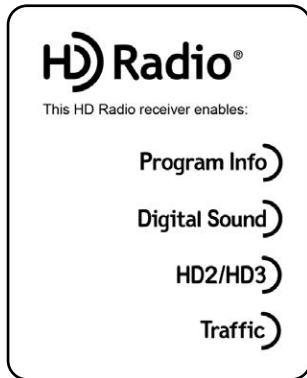 HD Radio®
This HD Radio receiver enables:
Program Info
Digital Sound
HD2/HD3
Traffic